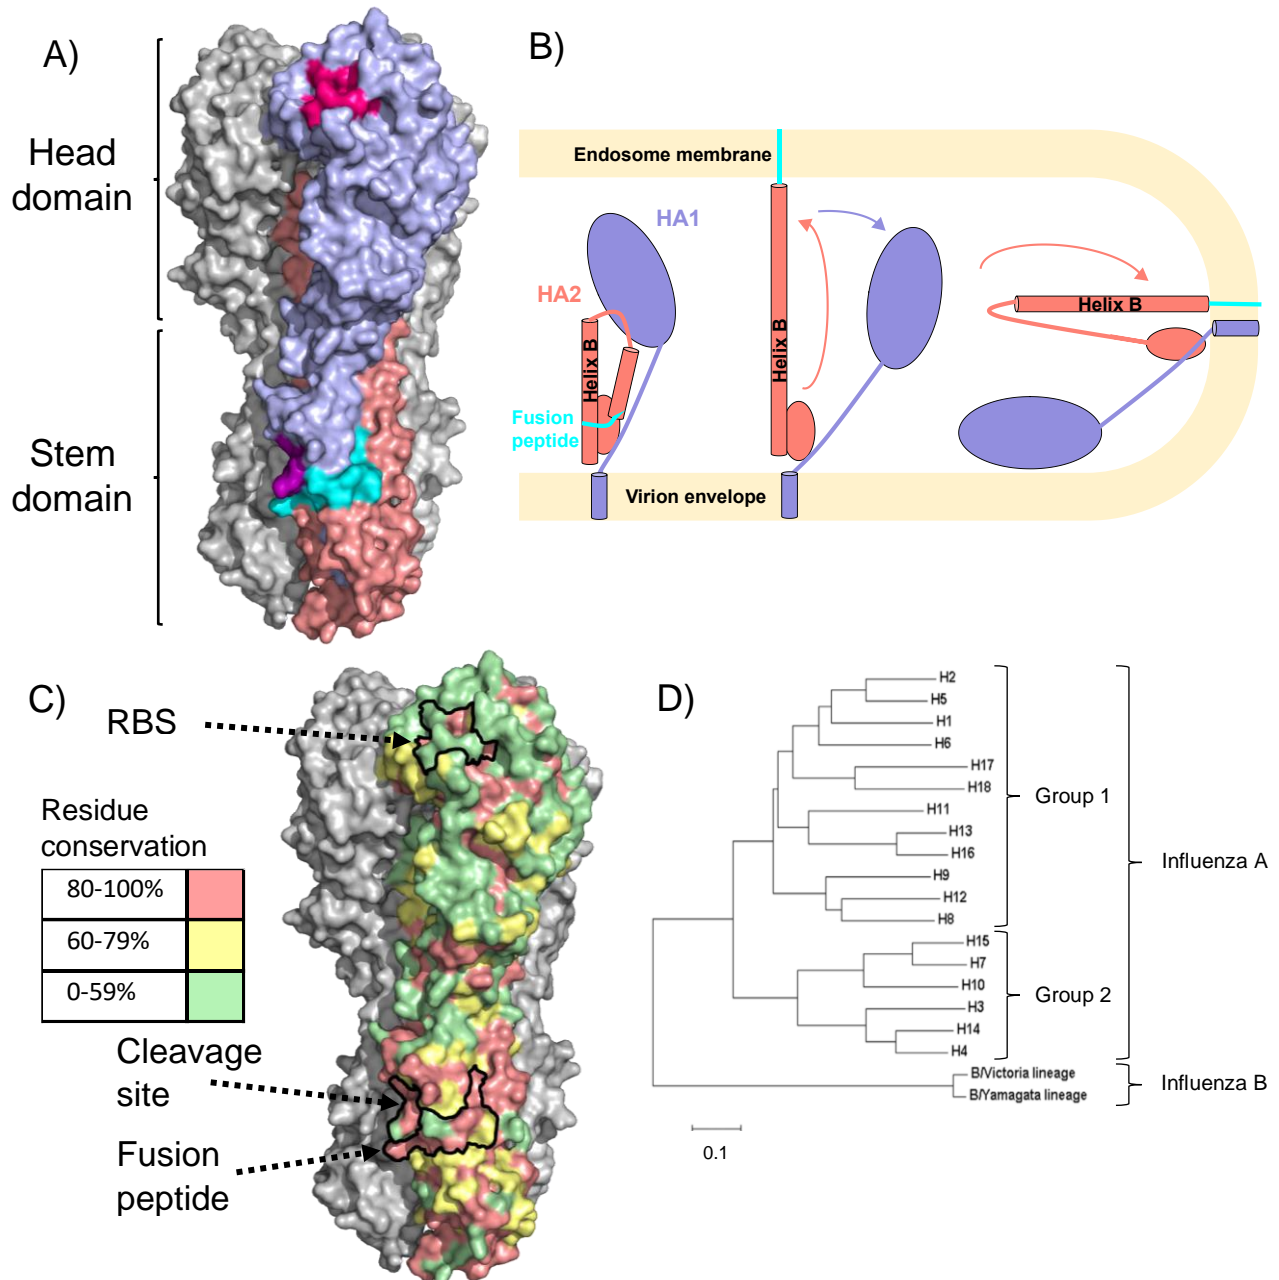 A)
Head
domain
Stem
domain
B)
Endosome membrane
HA1
HA2
Helix B
Fusion
peptide
Helix B
Helix B
Virion envelope
C)
RBS
Residue
conservation
80-100%
60-79%
0-59%
Cleavage
site
Fusion
peptide
D)
H2
H5
H1
H6
H17
H18
H11
H13
H16
H9
H12
H8
H15
H7
H10
H3
H14
H4
B/Victoria lineage
B/Yamagata lineage
Group 1
Group 2
Influenza A
Influenza B
0.1